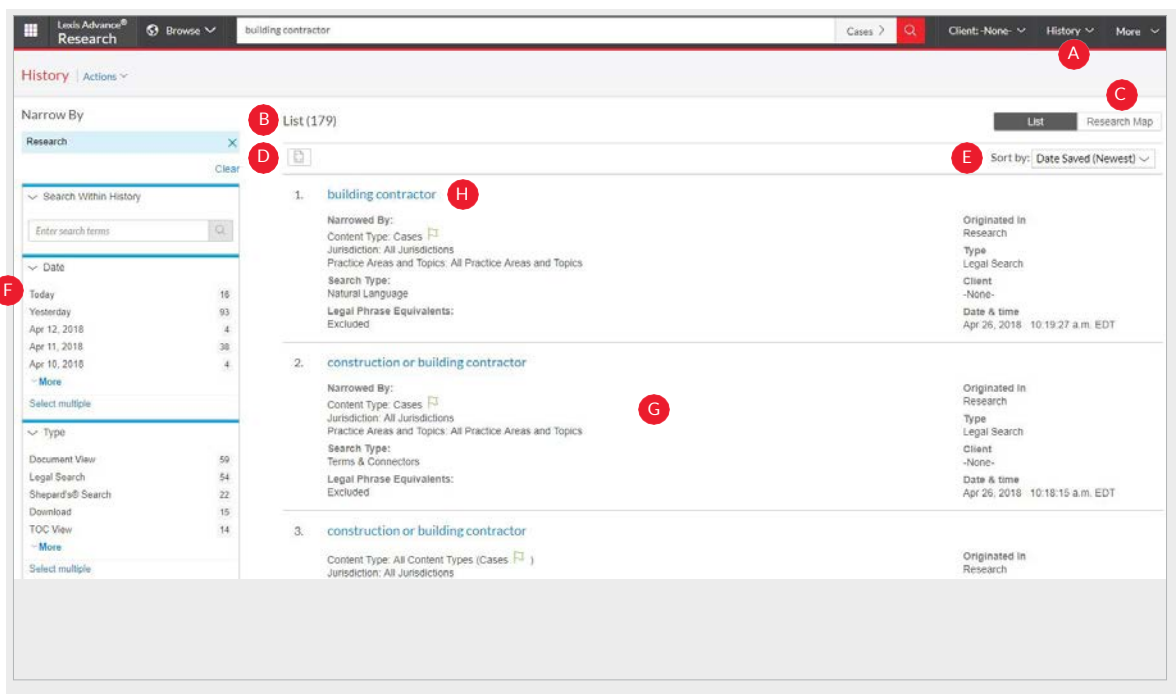 Lexis Advance®
Research
Browse
building contractor
Cases >
Client: -None-
History
More
A
History | Actions
C
Narrow By
B
List (179)
List
Research Map
Research
Clear
D
E
Sort by: Date Saved (Newest)
Search Within History
Enter search terms
Date
F
Today 16
Yesterday 93
Apr 12, 2018 4
Apr 11, 2018 38
Apr 10, 2018 4
More
Select multiple
Type
Document View 59
Legal Search 54
Shepard's® Search 22
Download 15
TOC View 14
More
Select multiple
1. building contractor
H
Narrowed By:
Content Type: Cases
Jurisdiction: All Jurisdictions
Practice Areas and Topics: All Practice Areas and Topics
Search Type:
Natural Language
Legal Phrase Equivalents:
Excluded
Originated In
Research
Type
Legal Search
Client
-None-
Date & time
Apr 26, 2018 10:19:27 a.m. EDT
2. construction or building contractor
Narrowed By:
Content Type: Cases
Jurisdiction: All Jurisdictions
Practice Areas and Topics: All Practice Areas and Topics
Search Type:
Terms & Connectors
Legal Phrase Equivalents:
Excluded
G
Originated In
Research
Type
Legal Search
Client
-None-
Date & time
Apr 26, 2018 10:18:15 a.m. EDT
3. construction or building contractor
Content Type: All Content Types (Cases )
Jurisdiction: All Jurisdictions
Originated In
Research